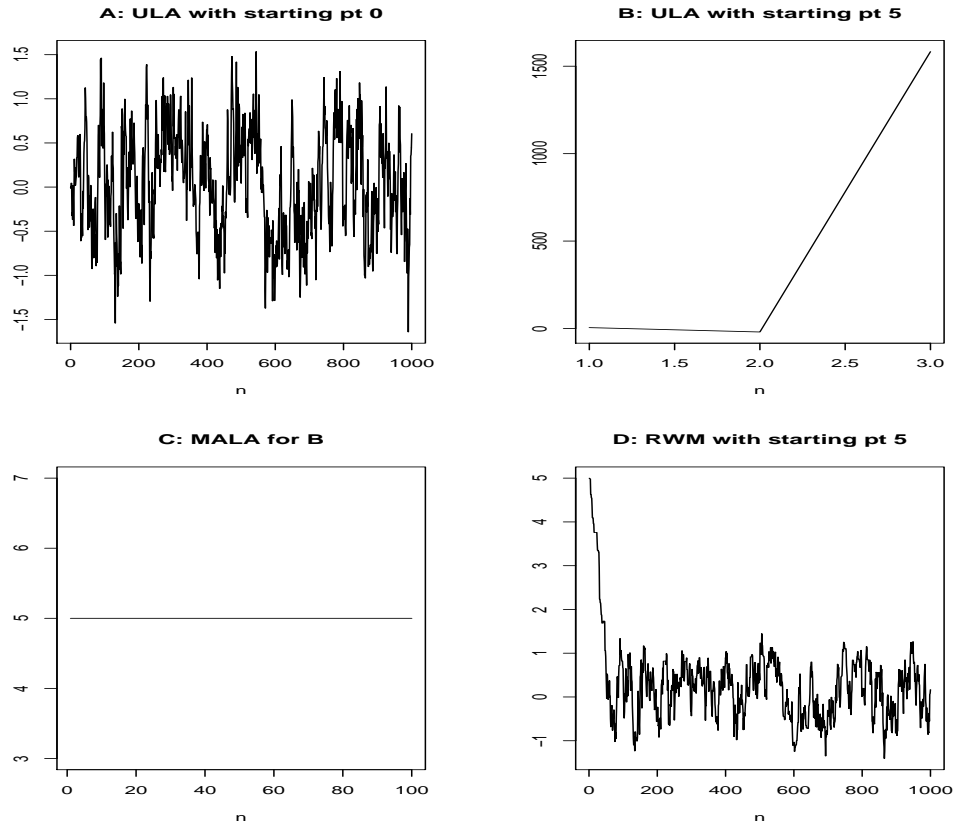 A: ULA with starting pt 0
1.5
1.0
0.5
0.0
-0.5
-1.0
-1.5
0 200 400 600 800 1000
n
B: ULA with starting pt 5
1500
1000
500
0
1.0 1.5 2.0 2.5 3.0
n
C: MALA for B
7
6
5
4
3
0 20 40 60 80 100
n
D: RWM with starting pt 5
5
4
3
2
1
0
-1
0 200 400 600 800 1000
n